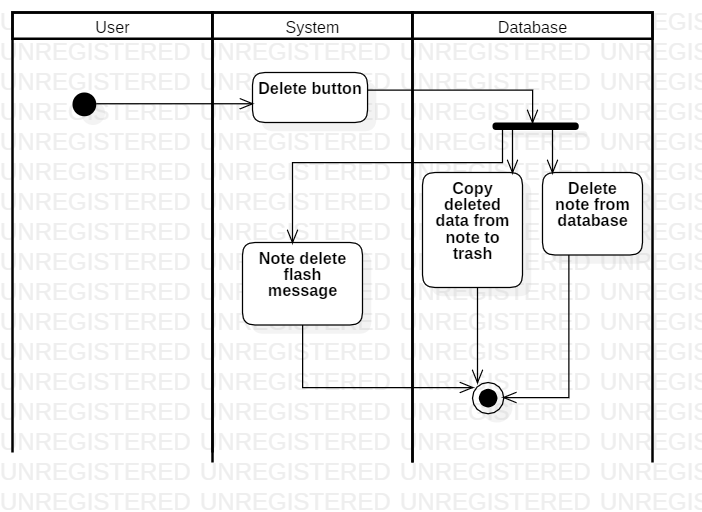 User
System
Database
Delete button
Copy
deleted
data from
note to
trash
Delete
note from
database
Note delete
flash
message
UNREGISTERED UNREGISTERED UNREGISTERED UNREGIS